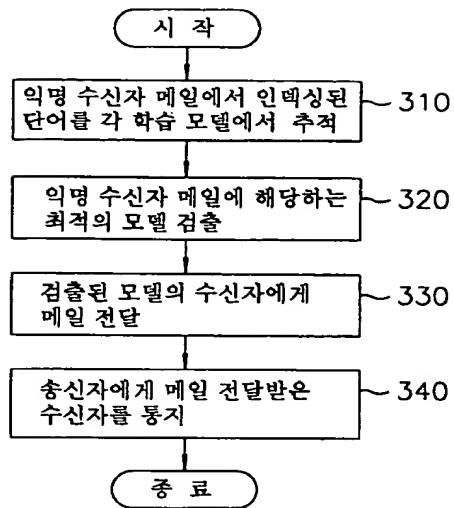 시 작
익명 수신자 메일에서 인덱싱된
단어를 각 학습 모델에서 추적
310
익명 수신자 메일에 해당하는
최적의 모델 검출
320
검출된 모델의 수신자에게
메일 전달
330
송신자에게 메일 전달받은
수신자를 통지
340
종 료